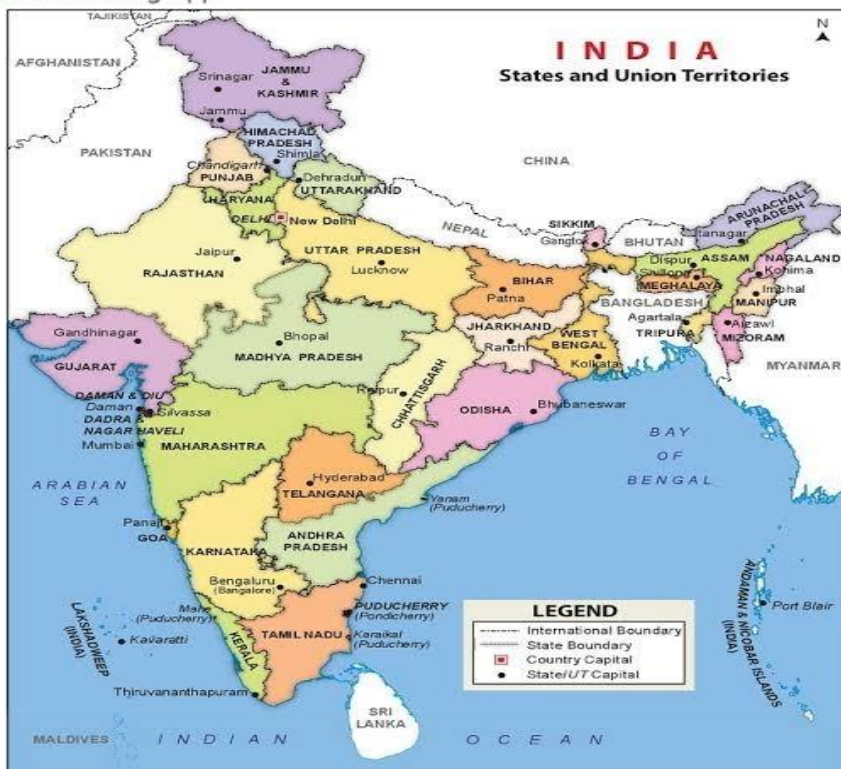 TAJIKISTAN
N
INDIA
States and Union Territories
AFGHANISTAN
JAMMU
&
KASHMIR
Srinagar
Jammu
PAKISTAN
HIMACHAL
PRADESH
Shimla
CHINA
Chandigarh
PUNJAB
Dehradun
UTTARAKHAND
HARYANA
DELHI
New Delhi
NEPAL
SIKKIM
Gangtok
BHUTAN
ARUNACHAL
PRADESH
Itanagar
Jaipur
RAJASTHAN
UTTAR PRADESH
Lucknow
BIHAR
Patna
Dispur
ASSAM
NAGALAND
Shillong
Kohima
MEGHALAYA
Imphal
MANIPUR
BANGLADESH
Agartala
TRIPURA
Aizawl
MIZORAM
MYANMAR
Gandhinagar
GUJARAT
Bhopal
MADHYA PRADESH
JHARKHAND
Ranchi
WEST
BENGAL
Kolkata
Raipur
CHHATTISGARH
ODISHA
Bhubaneswar
DAMAN & DIU
Daman
Silvassa
DADRA &
NAGAR HAVELI
Mumbai
MAHARASHTRA
ARABIAN
SEA
Hyderabad
TELANGANA
BAY
OF
BENGAL
Yanam
(Puducherry)
Panaji
GOA
KARNATAKA
ANDHRA
PRADESH
Bengaluru
(Bangalore)
Chennai
Mahe
(Puducherry)
PUDUCHERRY
(Pondicherry)
TAMIL NADU
Karaikal
(Puducherry)
KERALA
LAKSHADWEEP
(INDIA)
Kavaratti
Thiruvananthapuram
SRI
LANKA
ANDAMAN & NICOBAR ISLANDS
(INDIA)
Port Blair
LEGEND
International Boundary
State Boundary
Country Capital
State/UT Capital
MALDIVES
INDIAN OCEAN